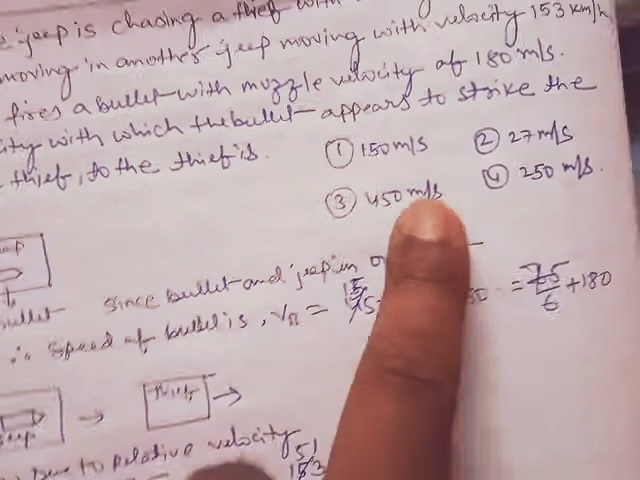 jeep is chasing a thief with
moving in another jeep moving with velocity 153 km/h
fires a bullet with muzzle velocity of 180 m/s.
city with which the bullet appears to strike the
thief, to the thief is.
① 150 m/s ② 27 m/s
③ 450 m/s ④ 250 m/s.
bullet since bullet and jeep in
∴ speed of bullet is, = = /6 +180
thief →
→
Due to relative velocity
51
153